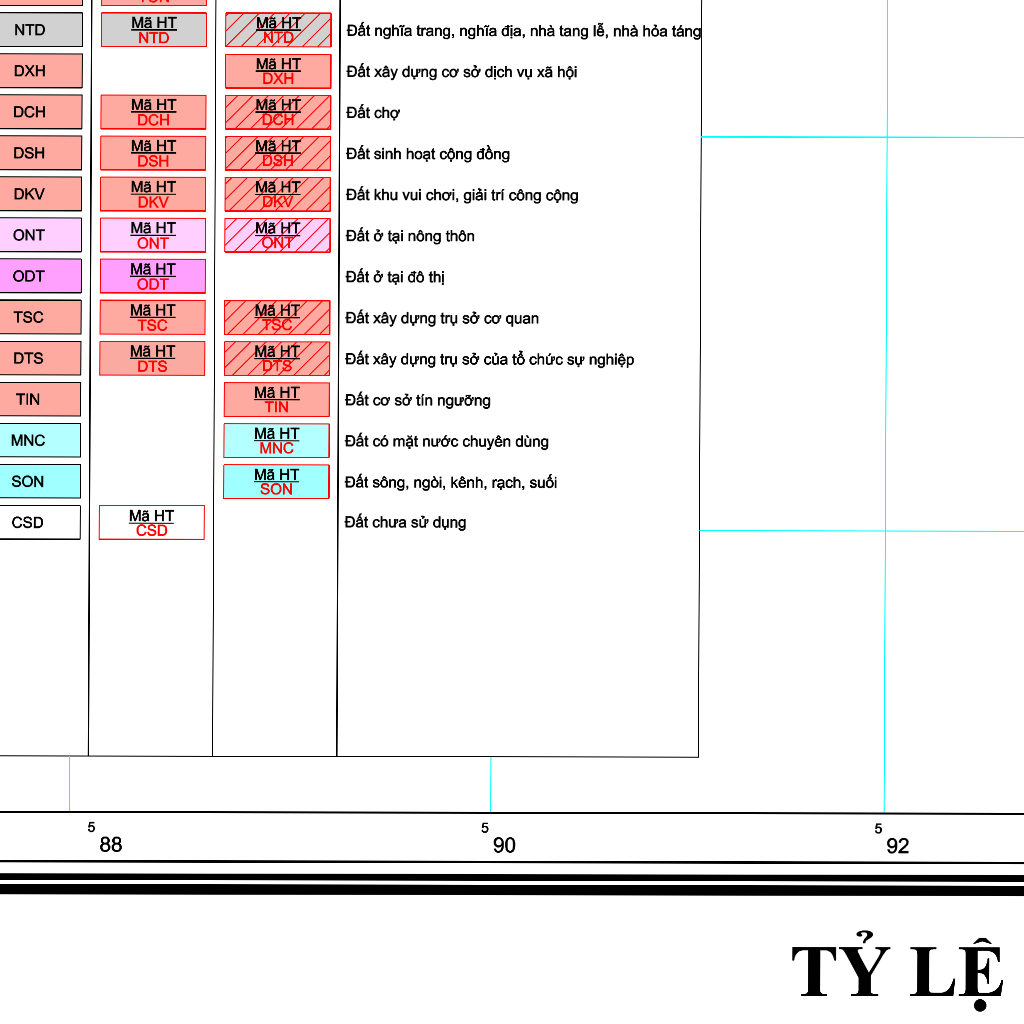 NTD Mã HT NTD Mã HT NTD Đất nghĩa trang, nghĩa địa, nhà tang lễ, nhà hỏa táng
DXH Mã HT DXH Đất xây dựng cơ sở dịch vụ xã hội
DCH Mã HT DCH Mã HT DCH Đất chợ
DSH Mã HT DSH Mã HT DSH Đất sinh hoạt cộng đồng
DKV Mã HT DKV Mã HT DKV Đất khu vui chơi, giải trí công cộng
ONT Mã HT ONT Mã HT ONT Đất ở tại nông thôn
ODT Mã HT ODT Đất ở tại đô thị
TSC Mã HT TSC Mã HT TSC Đất xây dựng trụ sở cơ quan
DTS Mã HT DTS Mã HT DTS Đất xây dựng trụ sở của tổ chức sự nghiệp
TIN Mã HT TIN Đất cơ sở tín ngưỡng
MNC Mã HT MNC Đất có mặt nước chuyên dùng
SON Mã HT SON Đất sông, ngòi, kênh, rạch, suối
CSD Mã HT CSD Đất chưa sử dụng
5 88 5 90 5 92
TỶ LỆ